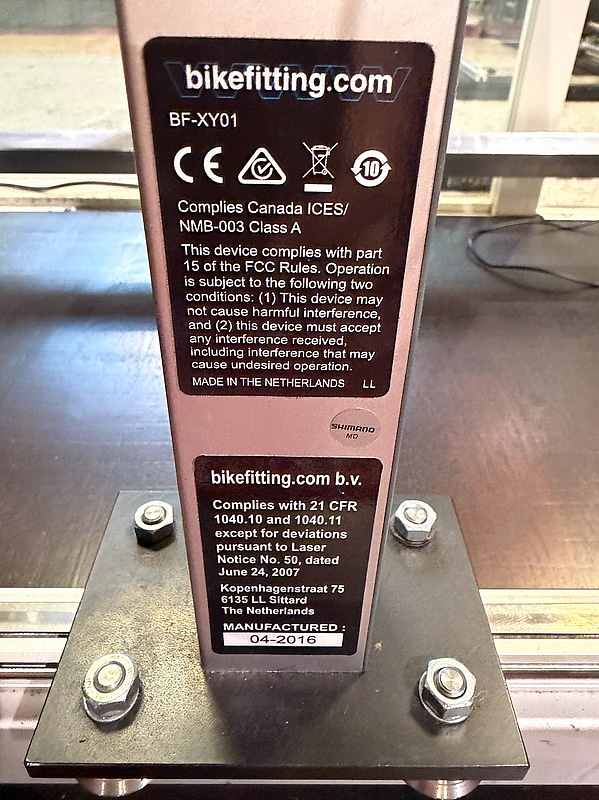 bikefitting.com
BF-XY01
CE 10
Complies Canada ICES/
NMB-003 Class A
This device complies with part
15 of the FCC Rules. Operation
is subject to the following two
conditions: (1) This device may
not cause harmful interference,
and (2) this device must accept
any interference received,
including interference that may
cause undesired operation.
MADE IN THE NETHERLANDS LL
SHIMANO
MD
bikefitting.com b.v.
Complies with 21 CFR
1040.10 and 1040.11
except for deviations
pursuant to Laser
Notice No. 50, dated
June 24, 2007
Kopenhagenstraat 75
6135 LL Sittard
The Netherlands
MANUFACTURED :
04-2016